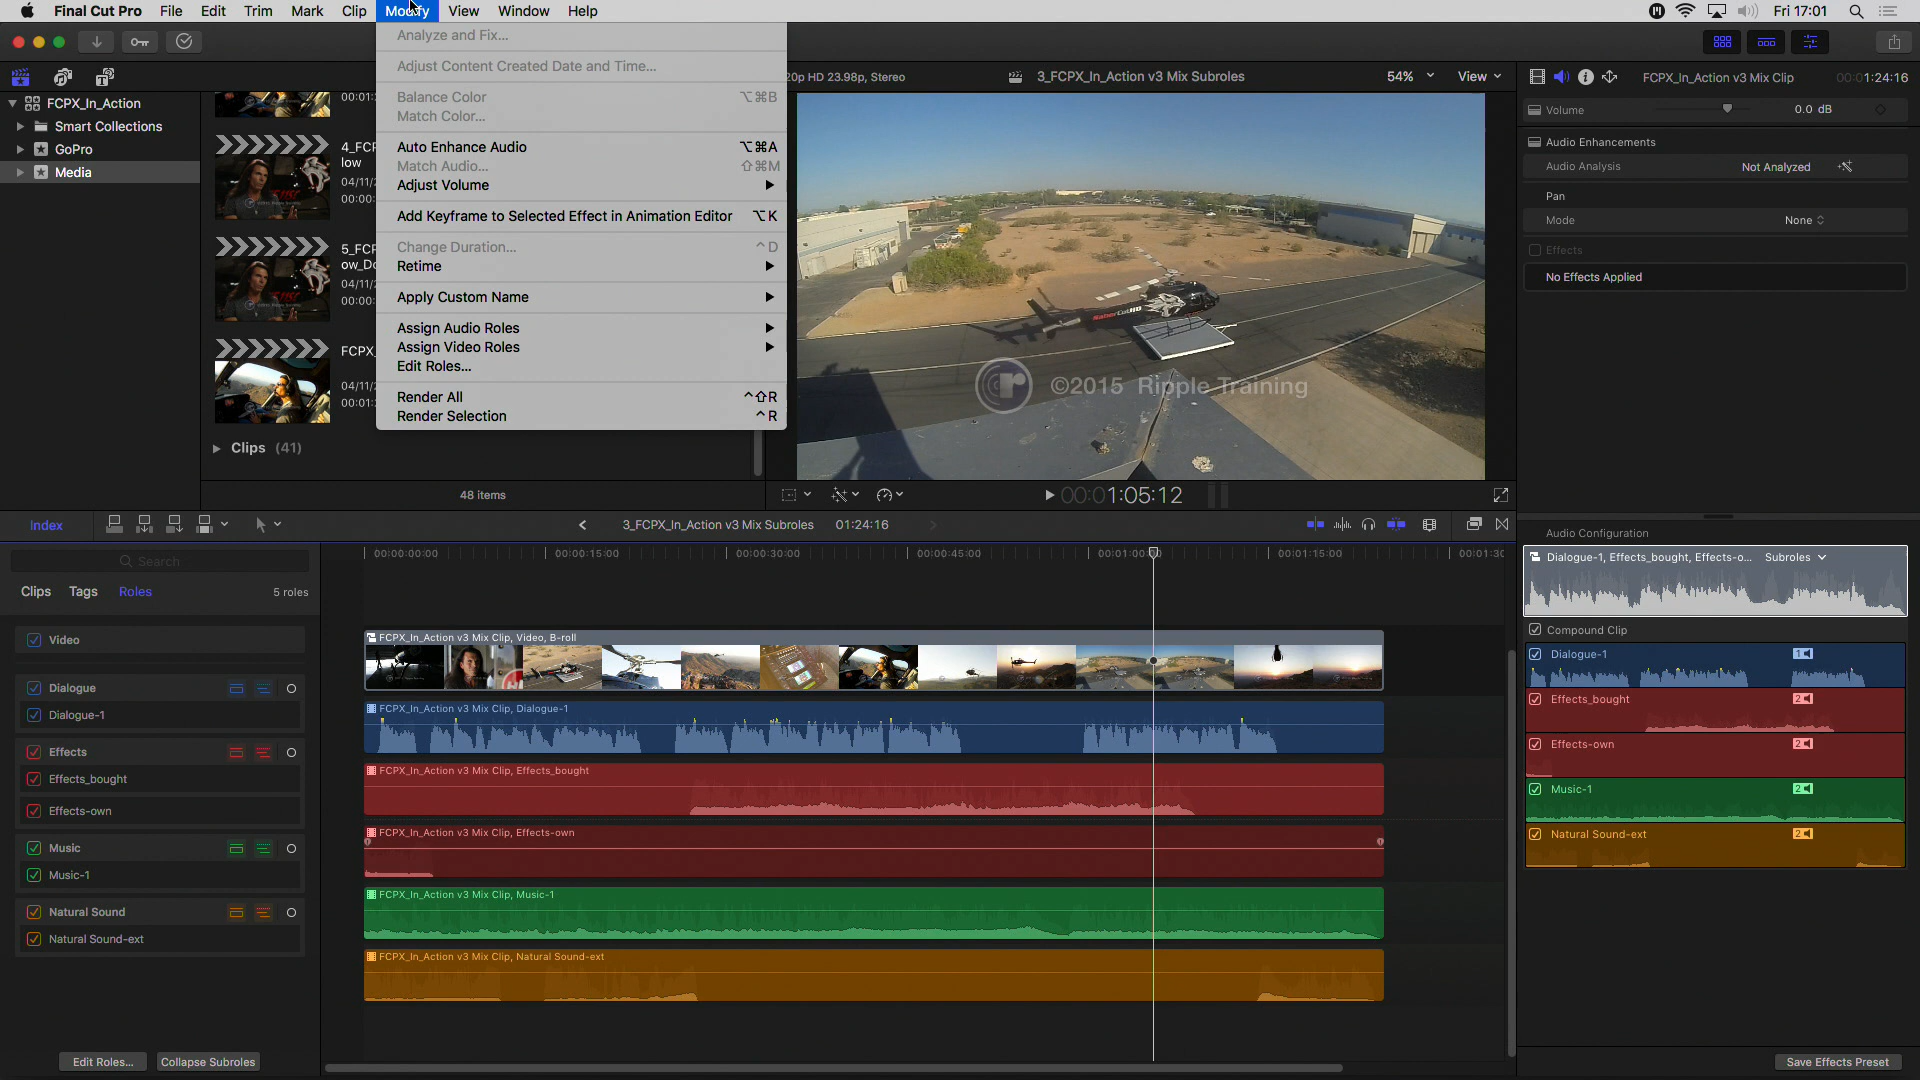 Final Cut Pro File Edit Trim Mark Clip Modify View Window Help Fri 17:01
Analyze and Fix...
Adjust Content Created Date and Time...
Balance Color ⌥⌘B
Match Color...
Auto Enhance Audio ⌥⌘A
Match Audio... ⇧⌘M
Adjust Volume
Add Keyframe to Selected Effect in Animation Editor ⌥K
Change Duration... ^D
Retime
Apply Custom Name
Assign Audio Roles
Assign Video Roles
Edit Roles...
Render All ^⇧R
Render Selection ^R
FCPX_In_Action
Smart Collections
GoPro
Media
00:01:
4_FCP
low
04/11/
00:00:
5_FCP
ow_Do
04/11/
00:00:
FCPX_
04/11/
00:01:
Clips (41)
48 items
20p HD 23.98p, Stereo
3_FCPX_In_Action v3 Mix Subroles
54%
View
©2015 Ripple Training
00:01:05:12
FCPX_In_Action v3 Mix Clip 00:00:01:24:16
Volume 0.0 dB
Audio Enhancements
Audio Analysis Not Analyzed
Pan
Mode None
Effects
No Effects Applied
Index
3_FCPX_In_Action v3 Mix Subroles 01:24:16
Search
Clips Tags Roles 5 roles
Video
Dialogue
Dialogue-1
Effects
Effects_bought
Effects-own
Music
Music-1
Natural Sound
Natural Sound-ext
Edit Roles... Collapse Subroles
00:00:00:00 00:00:15:00 00:00:30:00 00:00:45:00 00:01:00:00 00:01:15:00 00:01:30
FCPX_In_Action v3 Mix Clip, Video, B-roll
FCPX_In_Action v3 Mix Clip, Dialogue-1
FCPX_In_Action v3 Mix Clip, Effects_bought
FCPX_In_Action v3 Mix Clip, Effects-own
FCPX_In_Action v3 Mix Clip, Music-1
FCPX_In_Action v3 Mix Clip, Natural Sound-ext
Audio Configuration
Dialogue-1, Effects_bought, Effects-o... Subroles
Compound Clip
Dialogue-1 1
Effects_bought 2
Effects-own 2
Music-1 2
Natural Sound-ext 2
Save Effects Preset